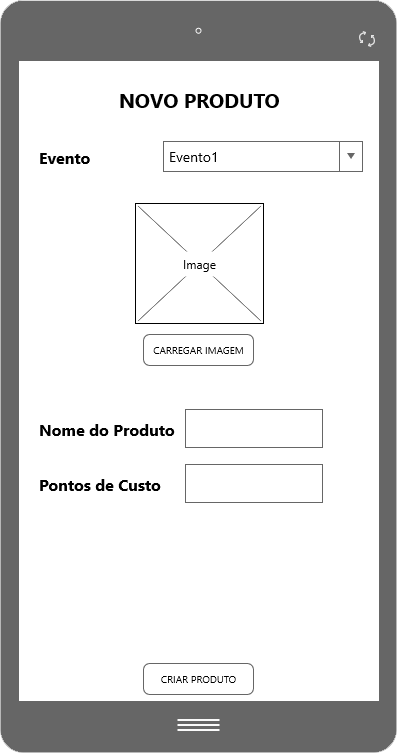 NOVO PRODUTO
Evento
Evento1
Image
CARREGAR IMAGEM
Nome do Produto
Pontos de Custo
CRIAR PRODUTO